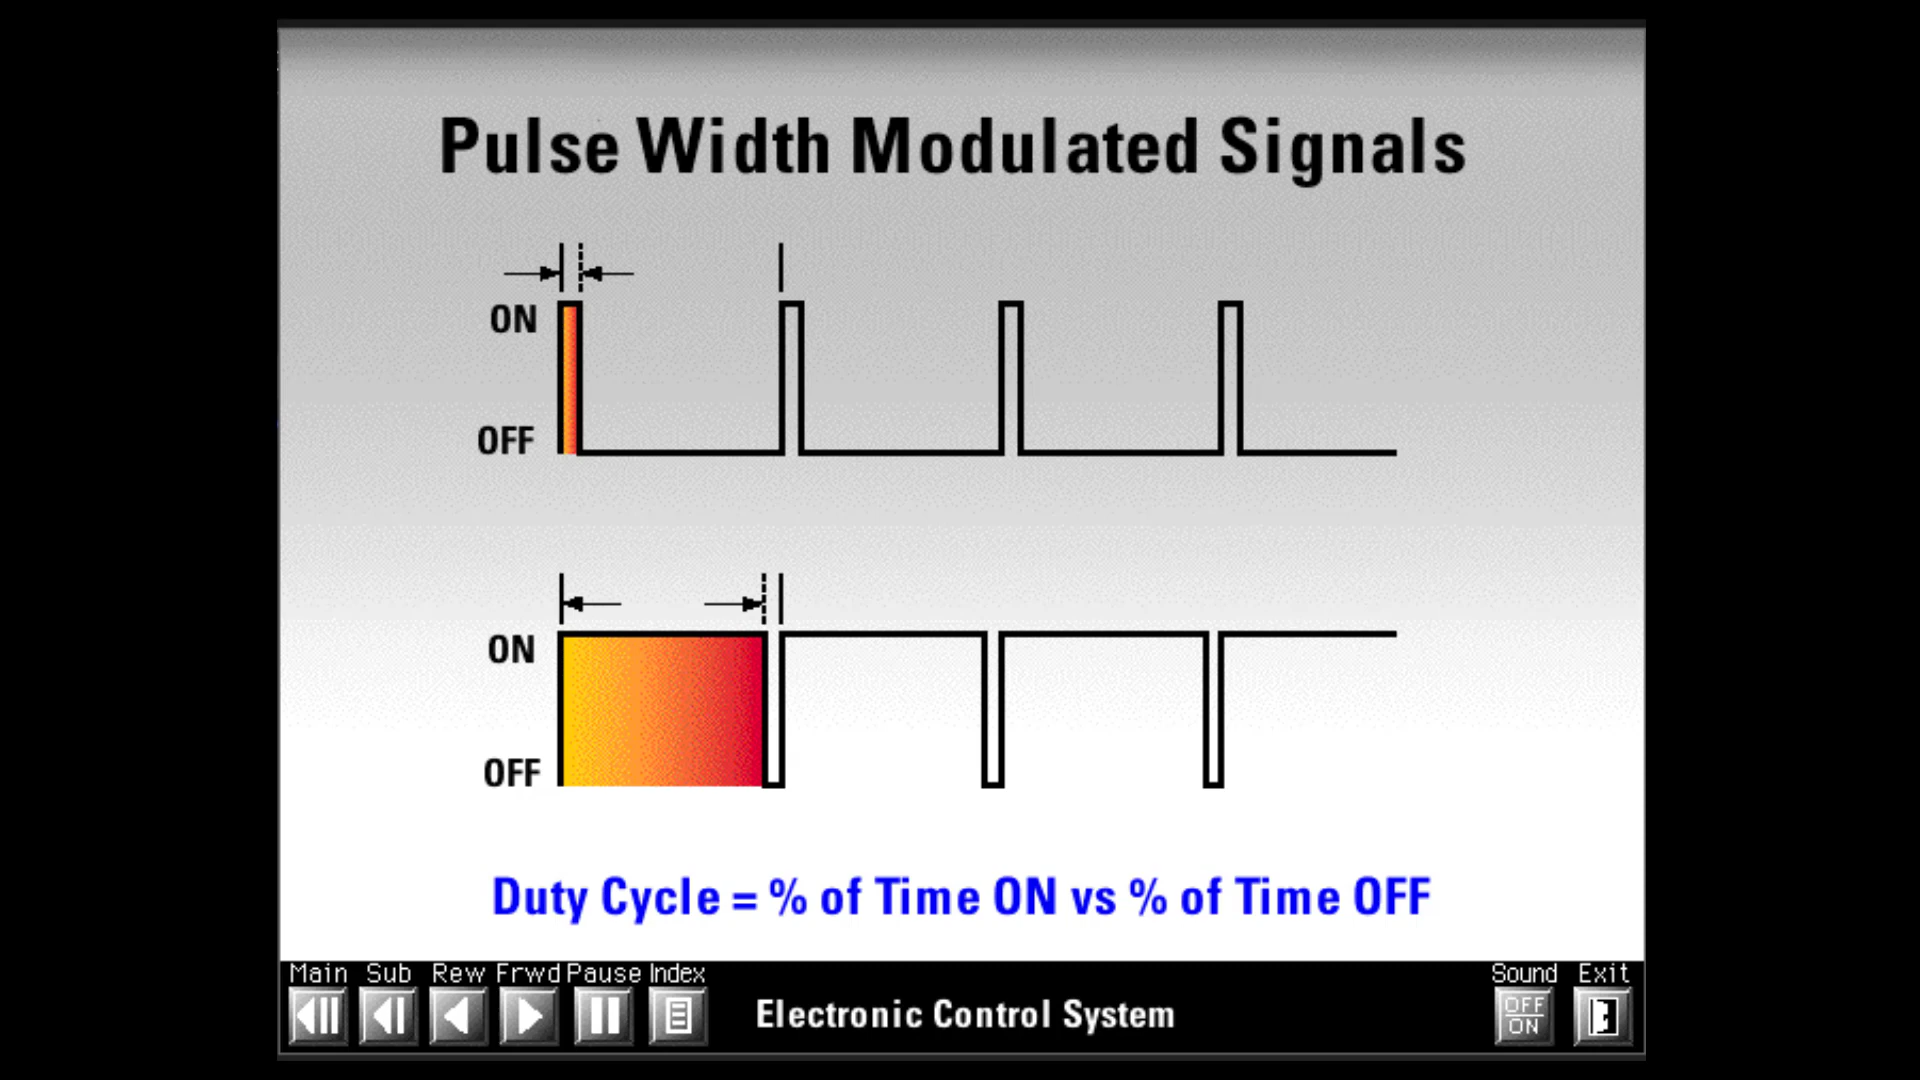 Pulse Width Modulated Signals
ON
OFF
ON
OFF
Duty Cycle = % of Time ON vs % of Time OFF
Main Sub Rew Frwd Pause Index
Electronic Control System
Sound Exit
OFF
ON